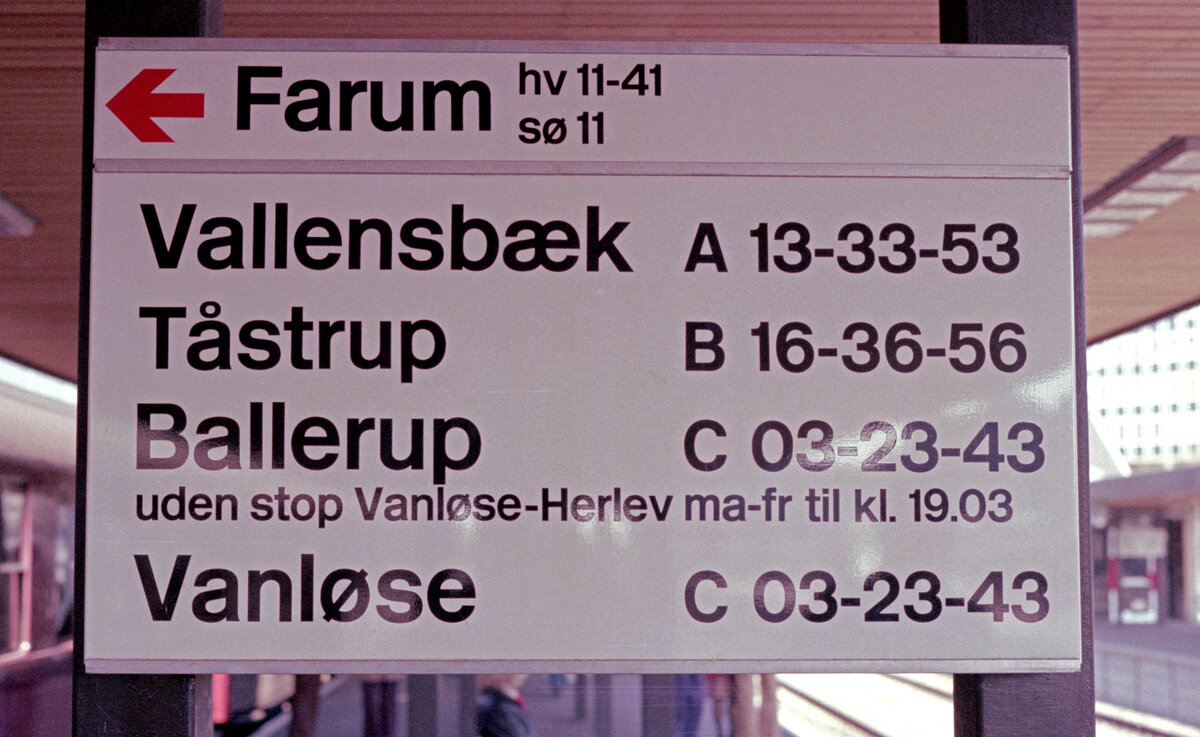 Farum hv 11-41
sø 11
Vallensbæk A 13-33-53
Tåstrup B 16-36-56
Ballerup C 03-23-43
uden stop Vanløse-Herlev ma-fr til kl. 19.03
Vanløse C 03-23-43